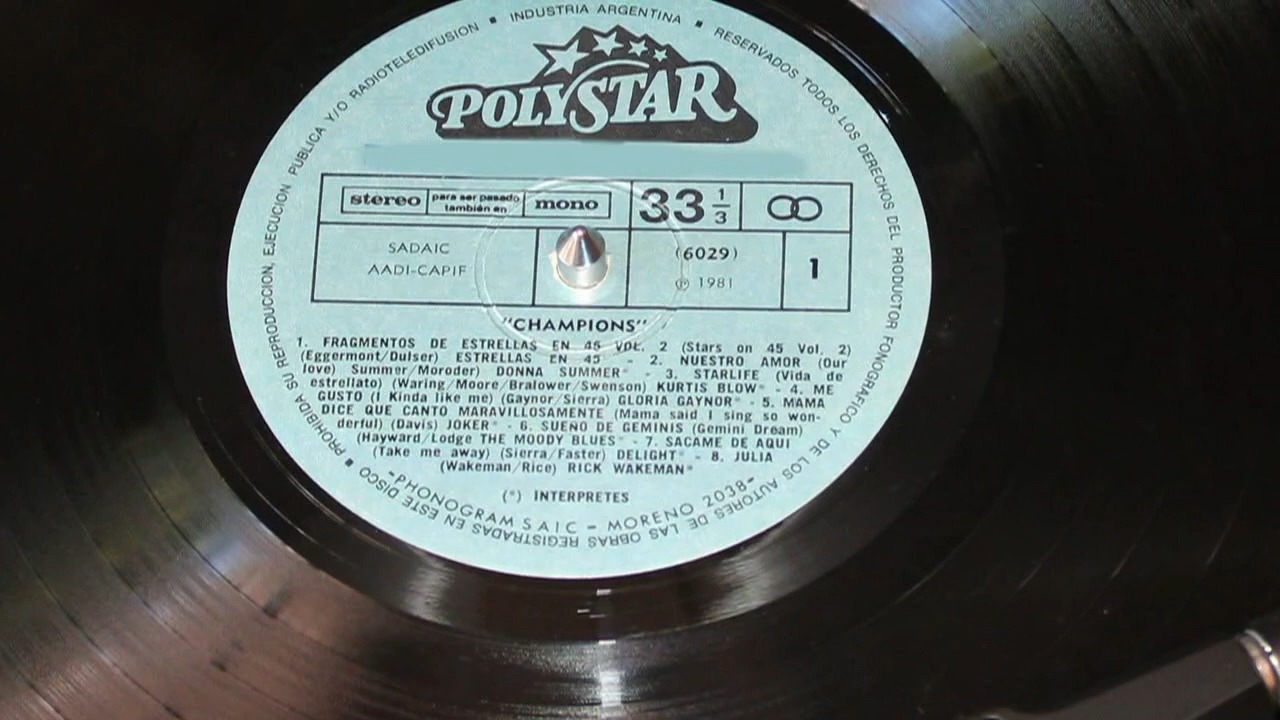 PROHIBIDA SU REPRODUCCION, EJECUCION PUBLICA Y/O RADIOTELEDIFUSION ▪ INDUSTRIA ARGENTINA ▪ RESERVADOS TODOS LOS DERECHOS DEL PRODUCTOR FONOGRAFICO Y DE LOS AUTORES DE LAS OBRAS REGISTRADAS EN ESTE DISCO ▪
POLYSTAR
stereo para ser pasado también en mono 33 1/3
SADAIC (6029) 1
AADI-CAPIF ℗ 1981
"CHAMPIONS"
1. FRAGMENTOS DE ESTRELLAS EN 45 VOL. 2 (Stars on 45 Vol. 2)
(Eggermont/Duiser) ESTRELLAS EN 45 - 2. NUESTRO AMOR (Our
love) Summer/Moroder) DONNA SUMMER* - 3. STARLIFE (Vida de
estrellato) (Waring/Moore/Bralower/Swenson) KURTIS BLOW* - 4. ME
GUSTO (I Kinda like me) (Gaynor/Sierra) GLORIA GAYNOR* - 5. MAMA
DICE QUE CANTO MARAVILLOSAMENTE (Mama said I sing so won-
derful) (Davis) JOKER* - 6. SUEÑO DE GEMINIS (Gemini Dream)
(Hayward/Lodge THE MOODY BLUES* - 7. SACAME DE AQUI
(Take me away) (Sierra/Faster) DELIGHT* - 8. JULIA
(Wakeman/Rice) RICK WAKEMAN*
(*) INTERPRETES
-PHONOGRAM S A I C - MORENO 2038-